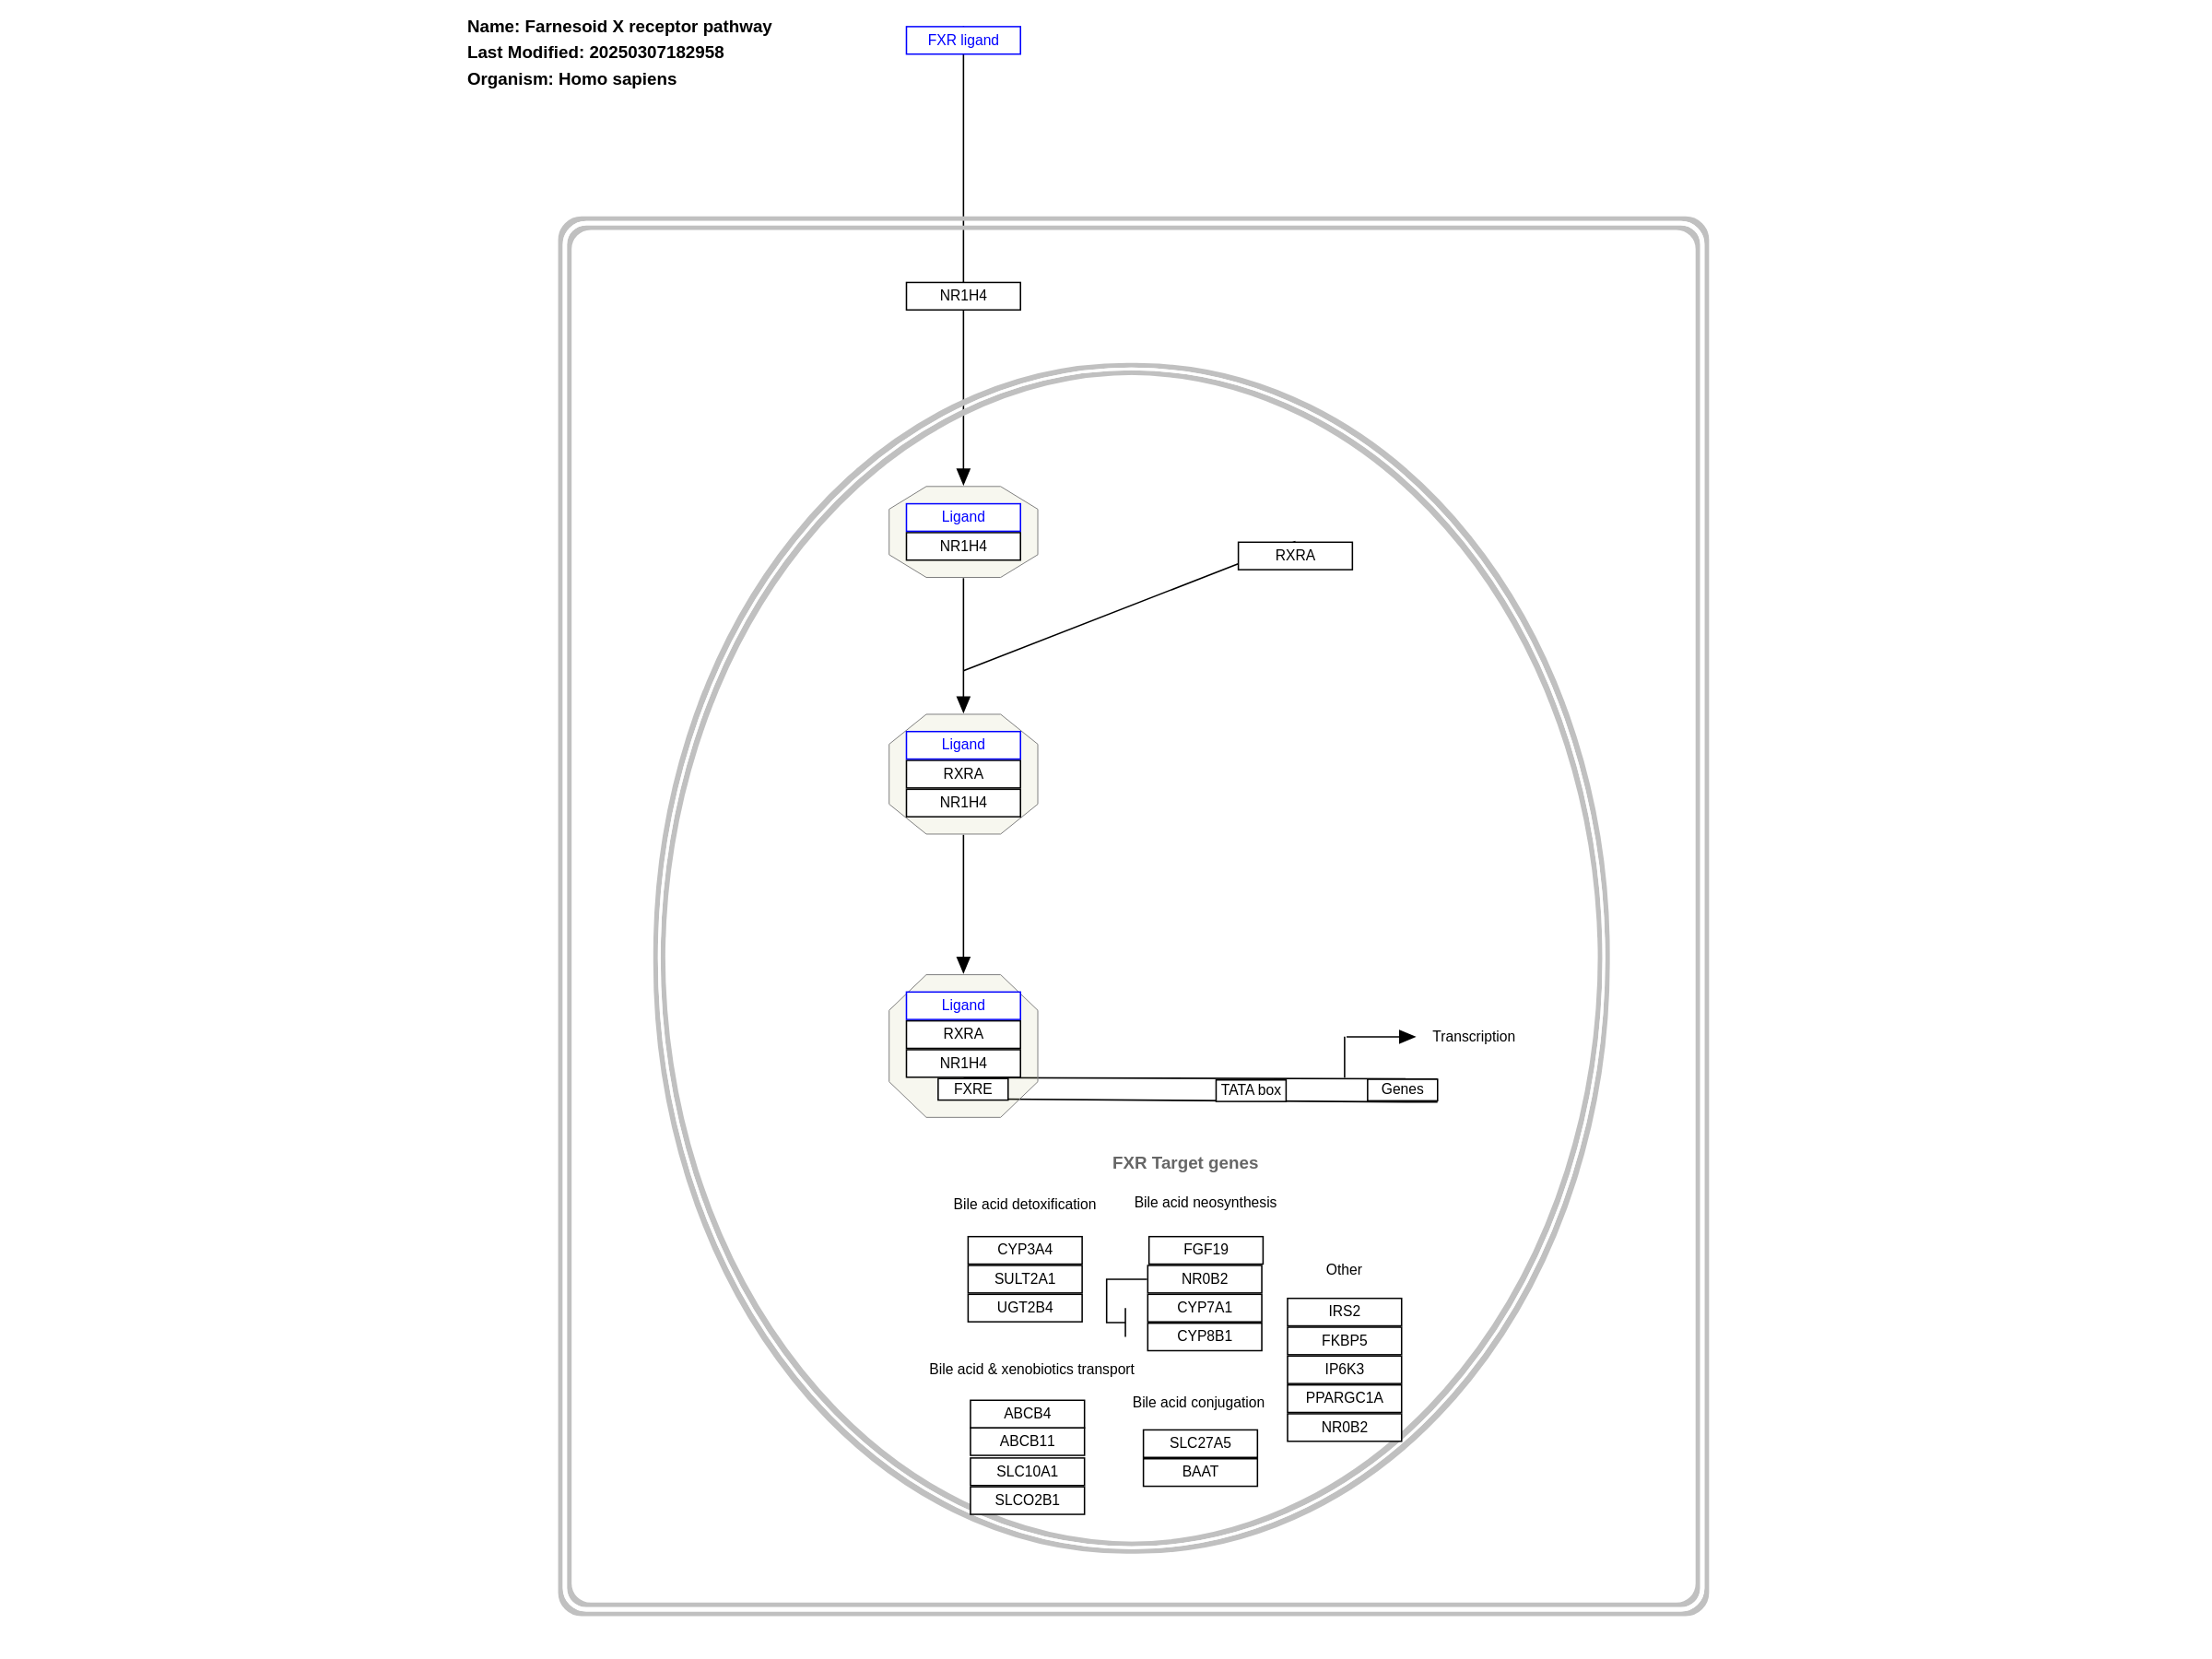 Name: Farnesoid X receptor pathway
Last Modified: 20250307182958
Organism: Homo sapiens
FXR ligand
NR1H4
Ligand
NR1H4
RXRA
Ligand
RXRA
NR1H4
Ligand
RXRA
NR1H4
FXRE
TATA box
Genes
Transcription
FXR Target genes
Bile acid detoxification
CYP3A4
SULT2A1
UGT2B4
Bile acid neosynthesis
FGF19
NR0B2
CYP7A1
CYP8B1
Other
IRS2
FKBP5
IP6K3
PPARGC1A
NR0B2
Bile acid & xenobiotics transport
ABCB4
ABCB11
SLC10A1
SLCO2B1
Bile acid conjugation
SLC27A5
BAAT